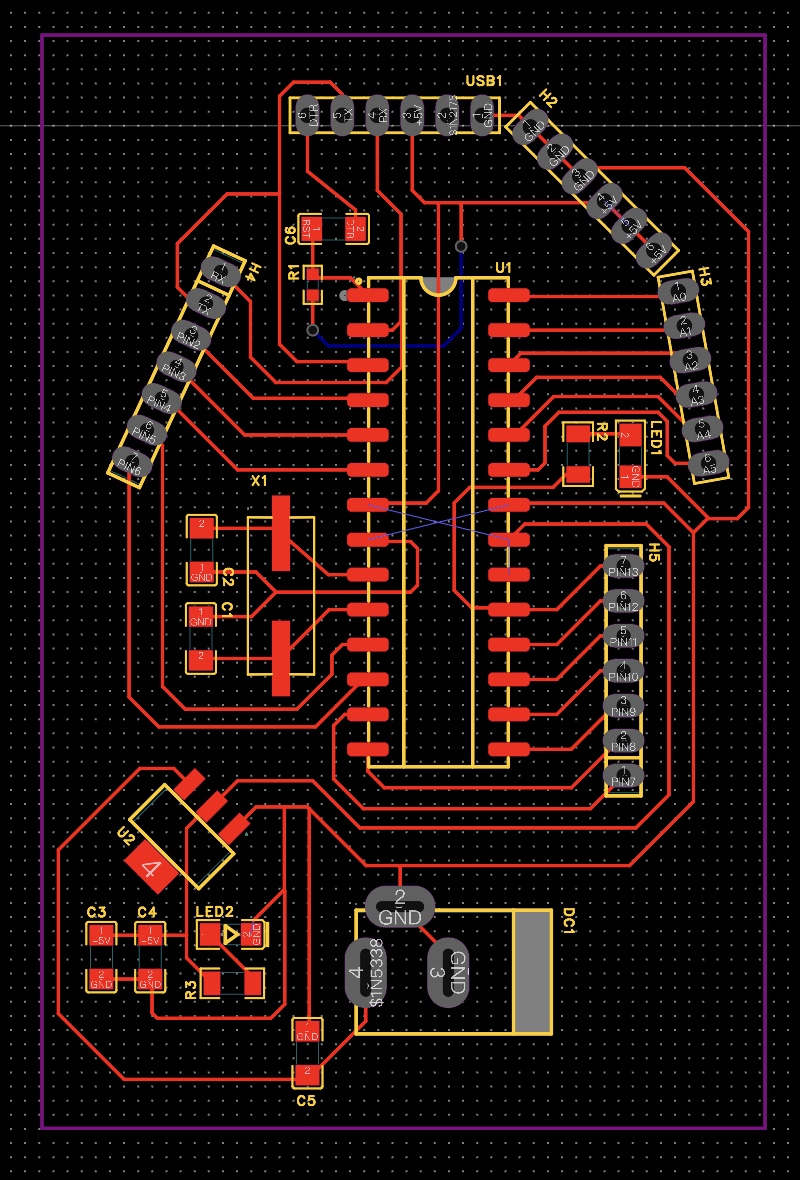 USB1
H2
6 5 4 3 2 1
DTR TX RX +5V $1N2175 GND
1 GND
2 GND
3 GND
4 +5V
5 +5V
6 +5V
C6
RST 1
2 DTR
H4
1 RX
2 TX
3 PIN2
4 PIN3
5 PIN4
6 PIN5
7 PIN6
R1
U1
H3
1 A0
2 A1
3 A2
4 A3
5 A4
6 A3
R2
LED1
2
1 GND
X1
2
1
GND
C2
C1
1
GND
2
H5
7
PIN13
6
PIN12
5
PIN11
4
PIN10
3
PIN9
2
PIN8
1
PIN7
U2
4
C3
C4
LED2
1
+5V
1
+5V
2
GND
2
GND
2 GND
R3
DC1
2
GND
4
$1N5338
3
GND
1
GND
2
C5